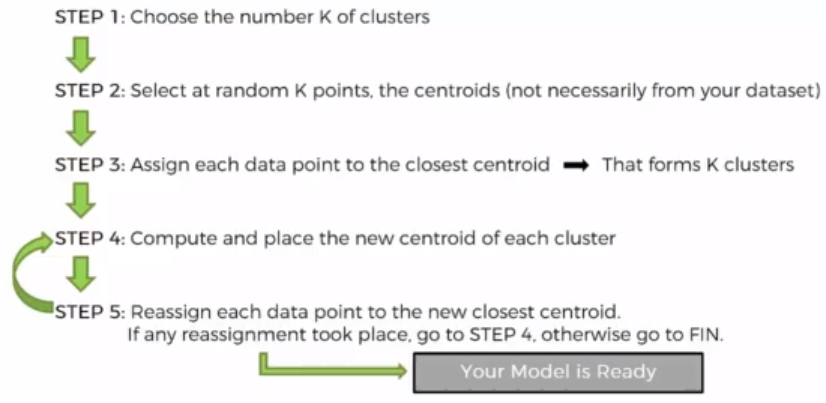 STEP 1: Choose the number K of clusters
STEP 2: Select at random K points, the centroids (not necessarily from your dataset)
STEP 3: Assign each data point to the closest centroid ➡ That forms K clusters
STEP 4: Compute and place the new centroid of each cluster
STEP 5: Reassign each data point to the new closest centroid.
If any reassignment took place, go to STEP 4, otherwise go to FIN.
Your Model is Ready